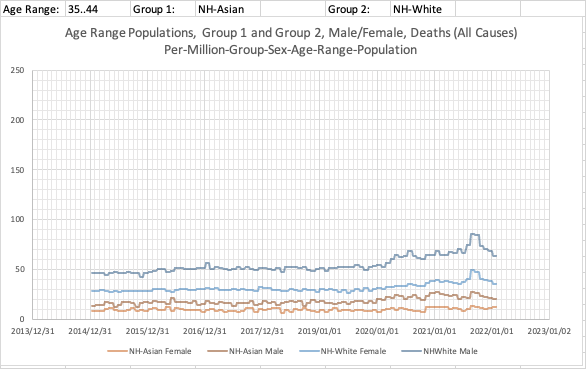 Age Range: 35..44 Group 1: NH-Asian Group 2: NH-White
Age Range Populations, Group 1 and Group 2, Male/Female, Deaths (All Causes)
Per-Million-Group-Sex-Age-Range-Population
250
200
150
100
50
0
2013/12/31 2014/12/31 2015/12/31 2016/12/31 2017/12/31 2019/01/01 2020/01/01 2021/01/01 2022/01/01 2023/01/02
NH-Asian Female NH-Asian Male NH-White Female NHWhite Male